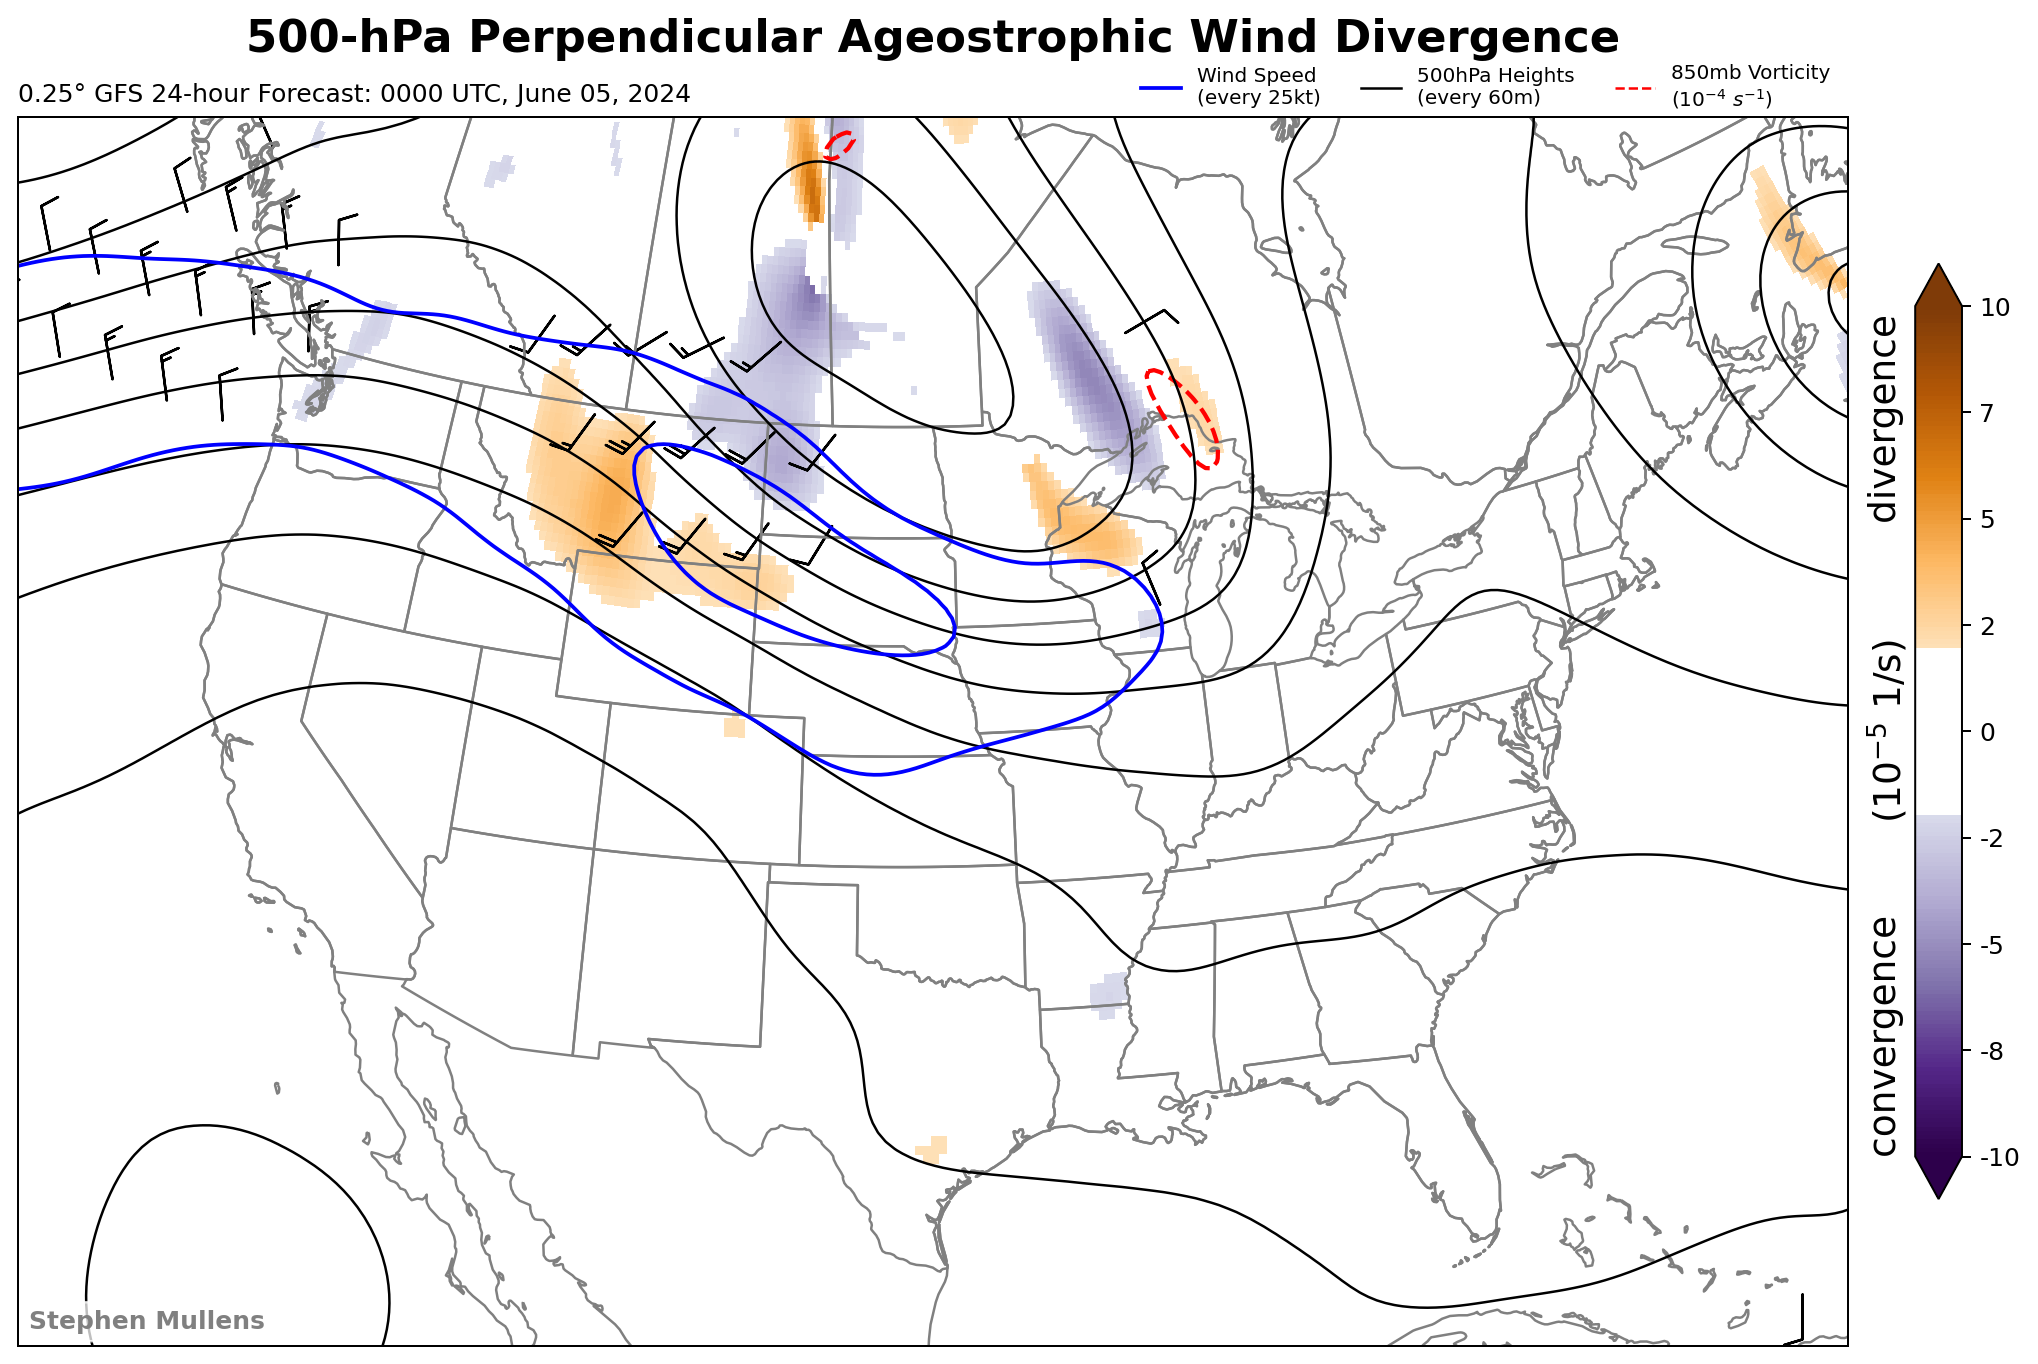 500-hPa Perpendicular Ageostrophic Wind Divergence
0.25° GFS 24-hour Forecast: 0000 UTC, June 05, 2024
Wind Speed
(every 25kt)
500hPa Heights
(every 60m)
850mb Vorticity
(10⁻⁴ s⁻¹)
10
7
5
2
0
-2
-5
-8
-10
convergence (10⁻⁵ 1/s) divergence
Stephen Mullens